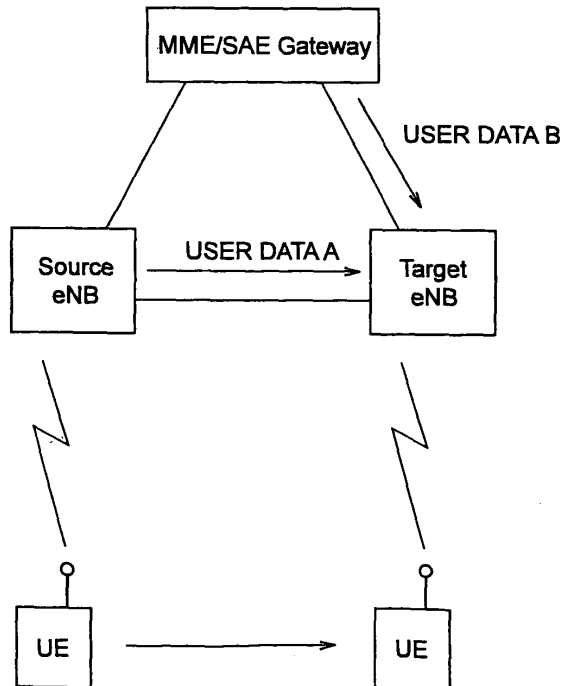 MME/SAE Gateway
USER DATA B
USER DATA A
Source
eNB
Target
eNB
UE
UE